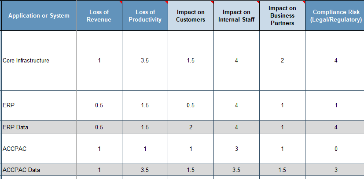 Application or System Loss of Revenue Loss of Productivity Impact on Customers Impact on Internal Staff Impact on Business Partners Compliance Risk (Legal/Regulatory)
Core Infrastructure 1 3.5 1.5 4 2 4
ERP 0.5 1.5 0.5 4 1 1
ERP Data 0.5 1.5 2 4 1 4
ACCPAC 1 1 1 3 1 0
ACCPAC Data 1 3.5 1.5 3.5 1.5 3